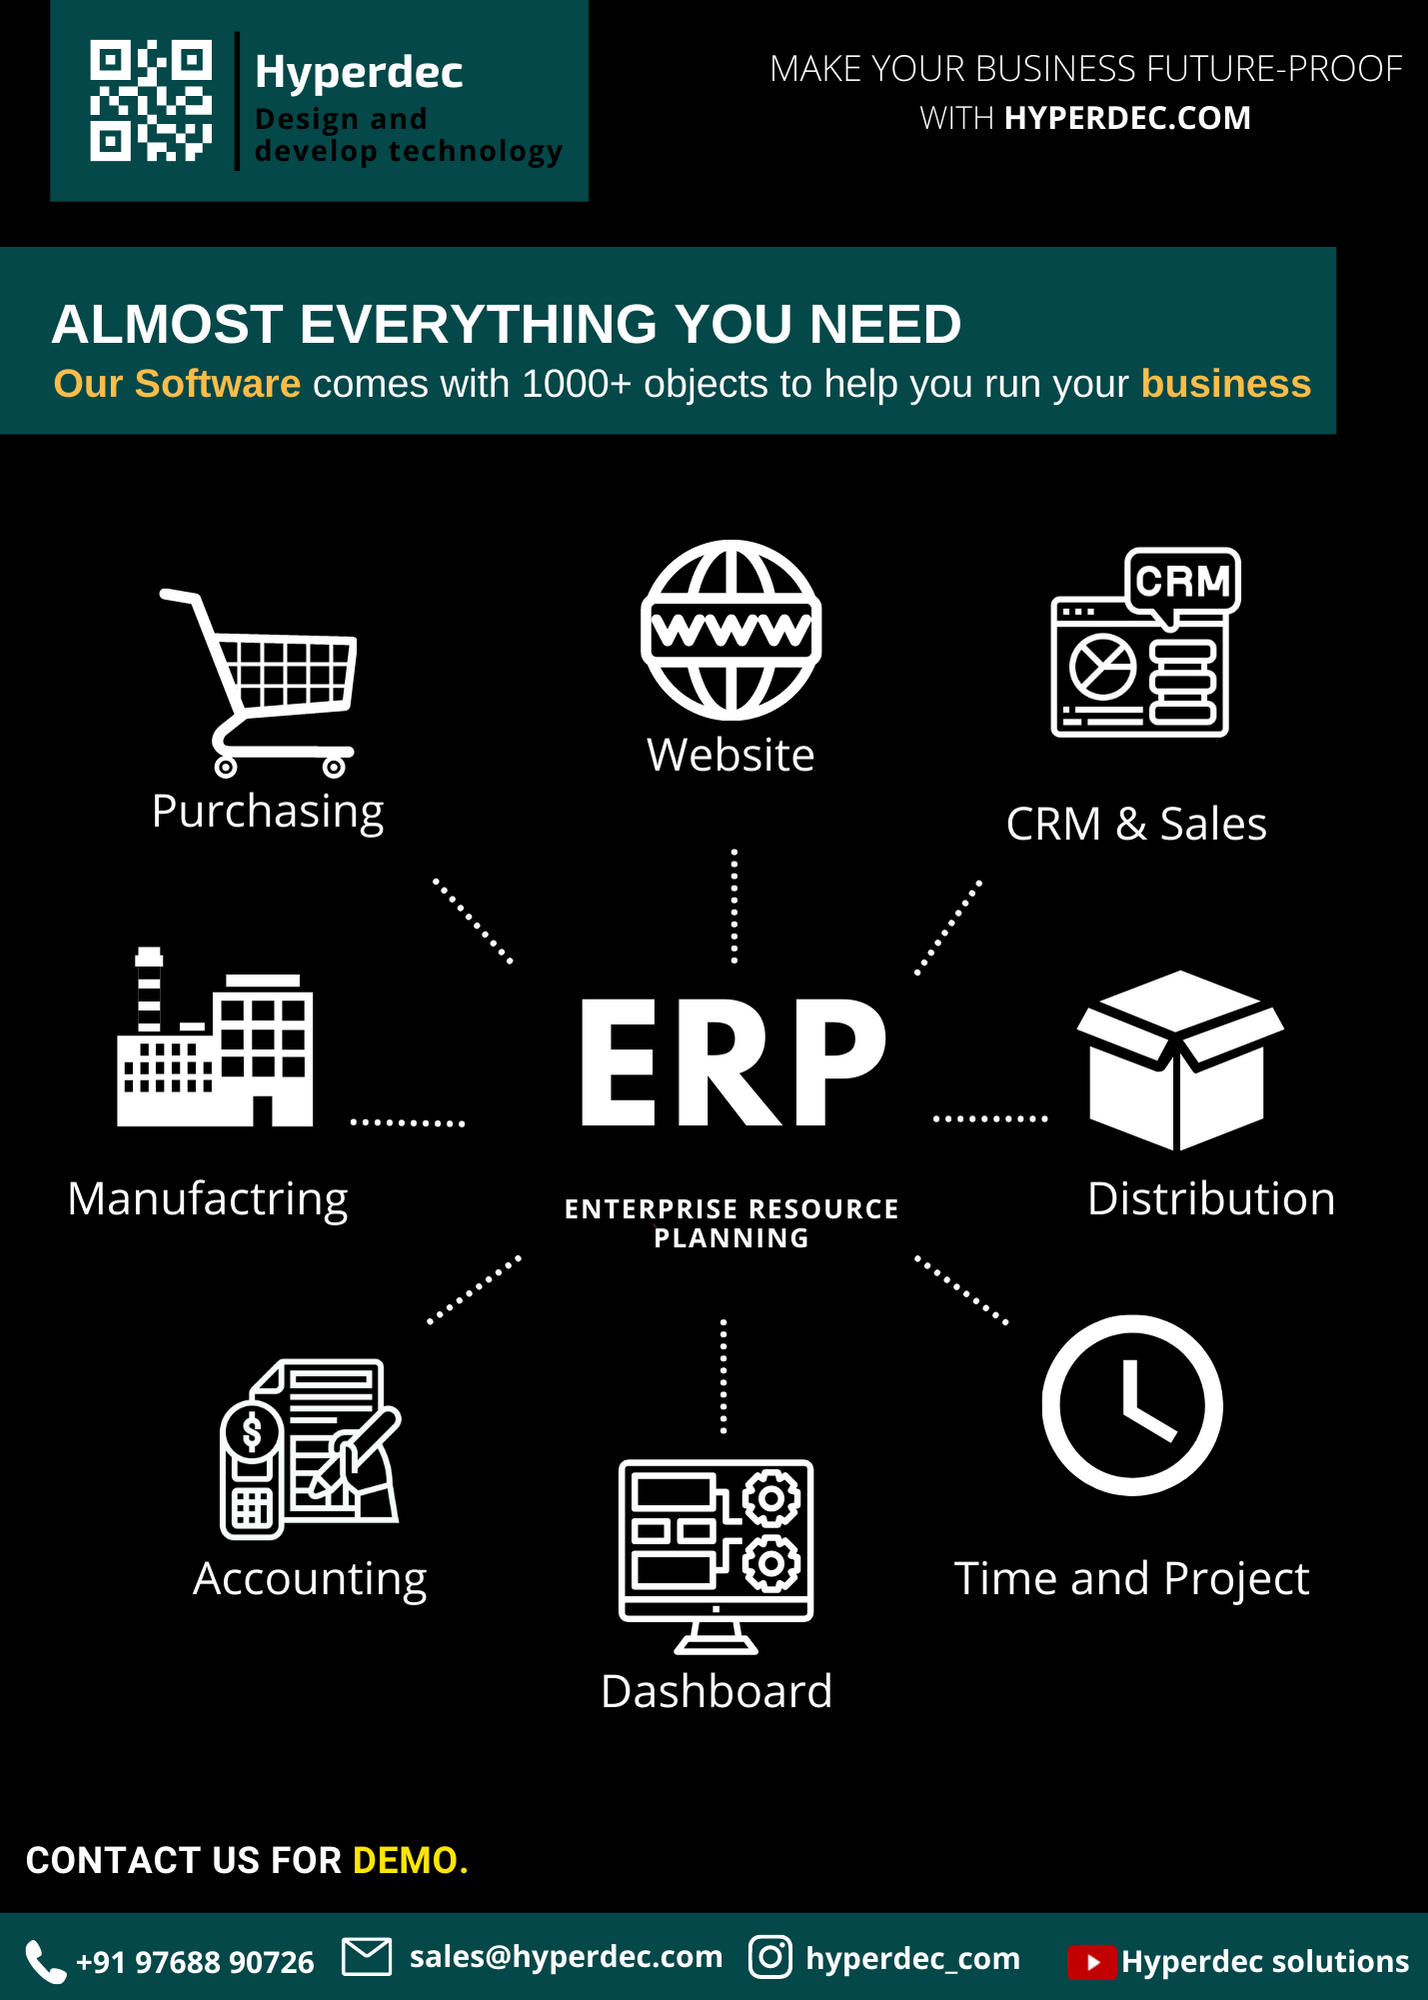 Hyperdec
Design and
develop technology
MAKE YOUR BUSINESS FUTURE-PROOF
WITH HYPERDEC.COM
ALMOST EVERYTHING YOU NEED
Our Software comes with 1000+ objects to help you run your business
WWW
Website
CRM
CRM & Sales
Purchasing
ERP
ENTERPRISE RESOURCE
PLANNING
Manufactring
Distribution
$
Accounting
Time and Project
Dashboard
CONTACT US FOR DEMO.
+91 97688 90726
sales@hyperdec.com
hyperdec_com
Hyperdec solutions